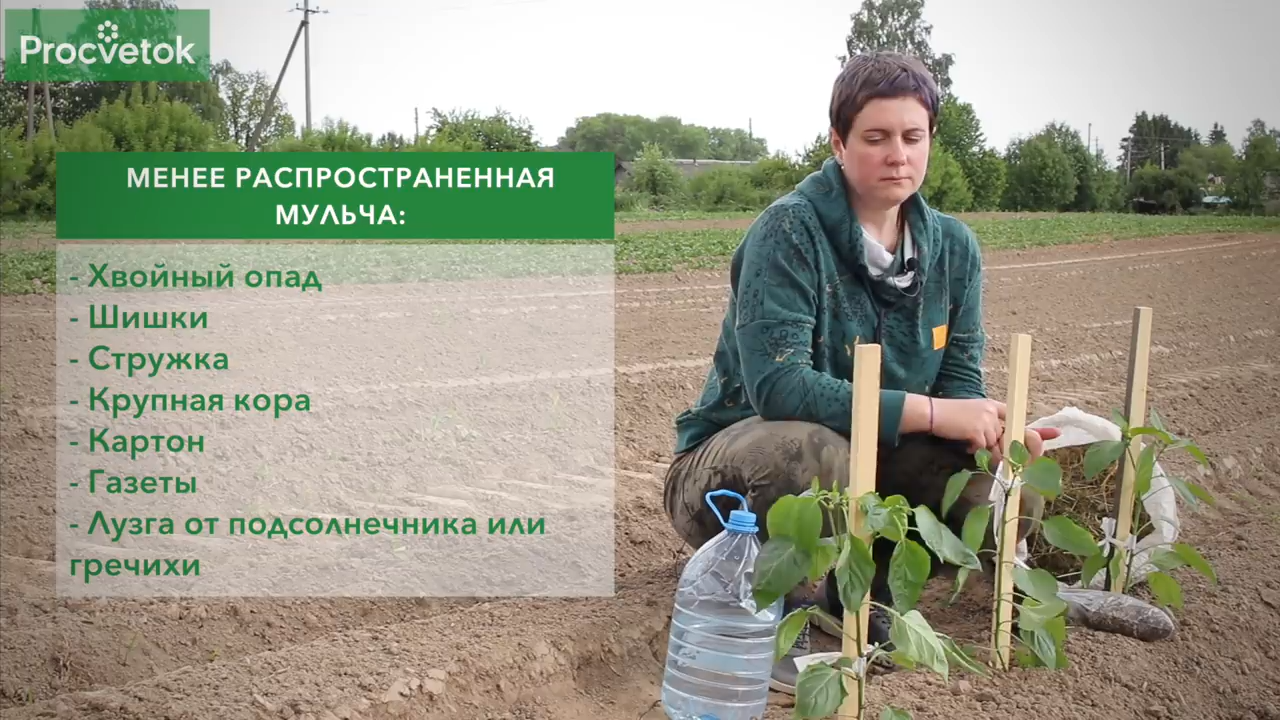 Procvetok
МЕНЕЕ РАСПРОСТРАНЕННАЯ
МУЛЬЧА:
- Хвойный опад
- Шишки
- Стружка
- Крупная кора
- Картон
- Газеты
- Лузга от подсолнечника или
гречихи